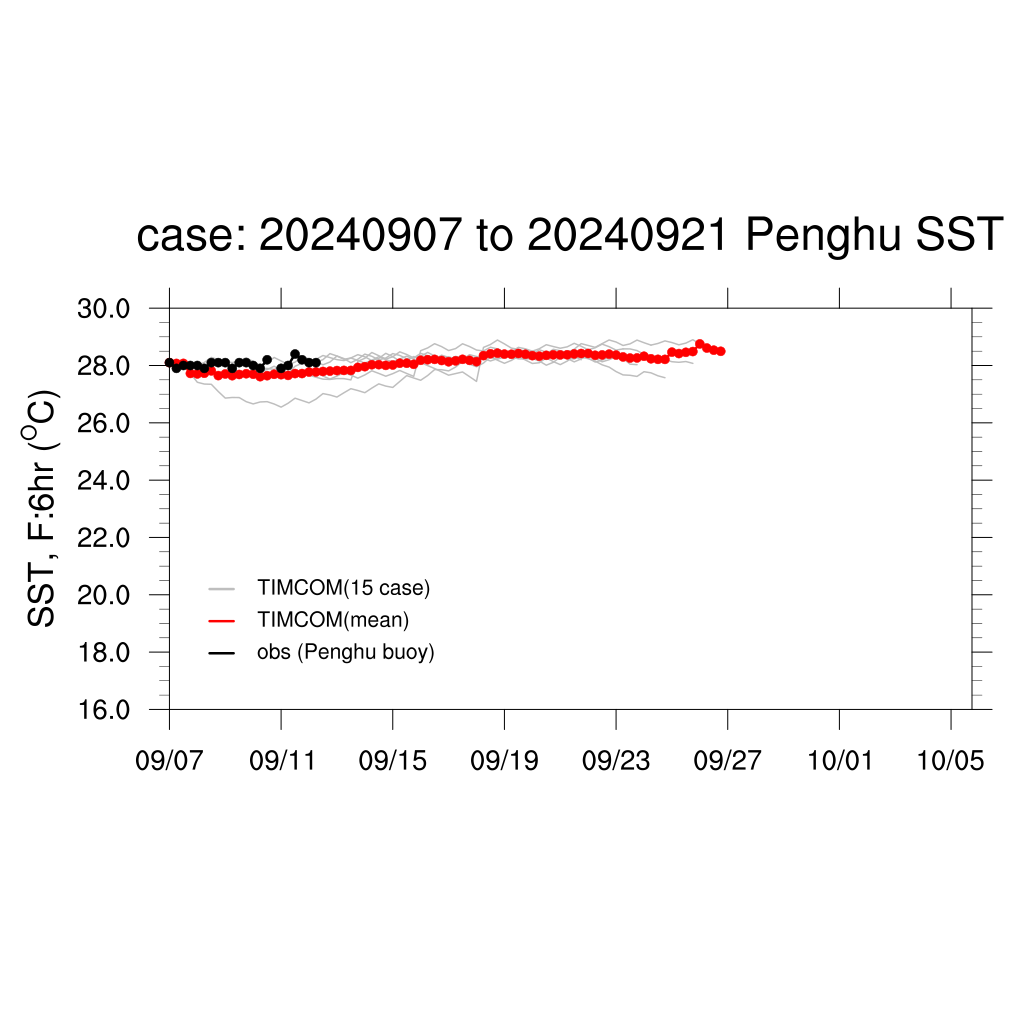 case: 20240907 to 20240921 Penghu SST
30.0
28.0
26.0
24.0
22.0
20.0
18.0
16.0
SST, F:6hr (°C)
TIMCOM(15 case)
TIMCOM(mean)
obs (Penghu buoy)
09/07 09/11 09/15 09/19 09/23 09/27 10/01 10/05